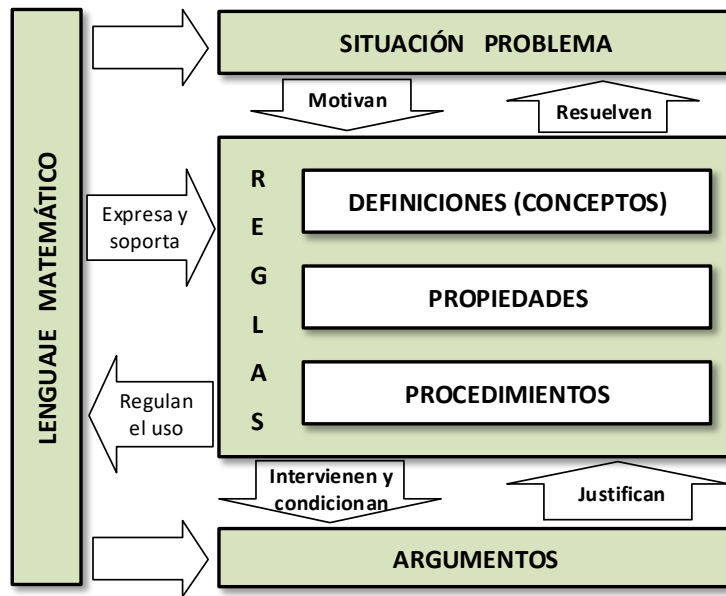 LENGUAJE MATEMÁTICO
SITUACIÓN PROBLEMA
Motivan
Resuelven
Expresa y
soporta
REGLAS
DEFINICIONES (CONCEPTOS)
PROPIEDADES
PROCEDIMIENTOS
Regulan
el uso
Intervienen y
condicionan
Justifican
ARGUMENTOS